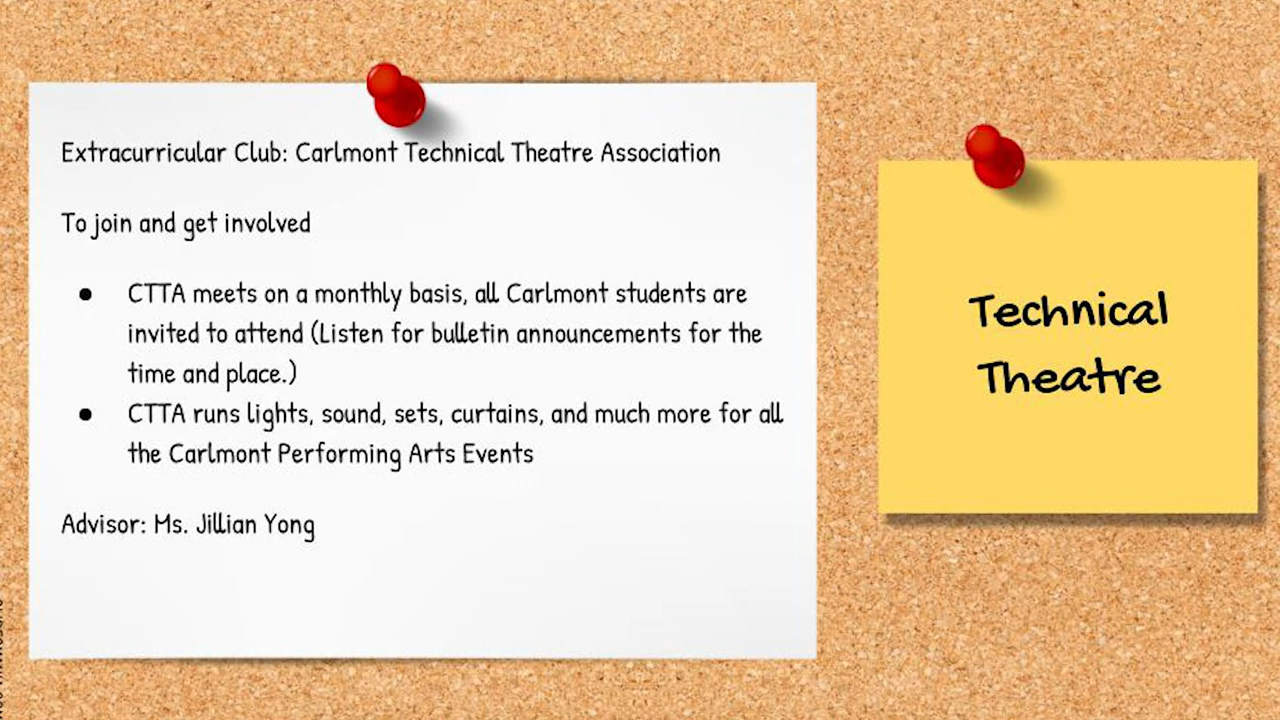 Extracurricular Club: Carlmont Technical Theatre Association
To join and get involved
● CTTA meets on a monthly basis, all Carlmont students are
invited to attend (Listen for bulletin announcements for the
time and place.)
● CTTA runs lights, sound, sets, curtains, and much more for all
the Carlmont Performing Arts Events
Advisor: Ms. Jillian Yong
Technical
Theatre